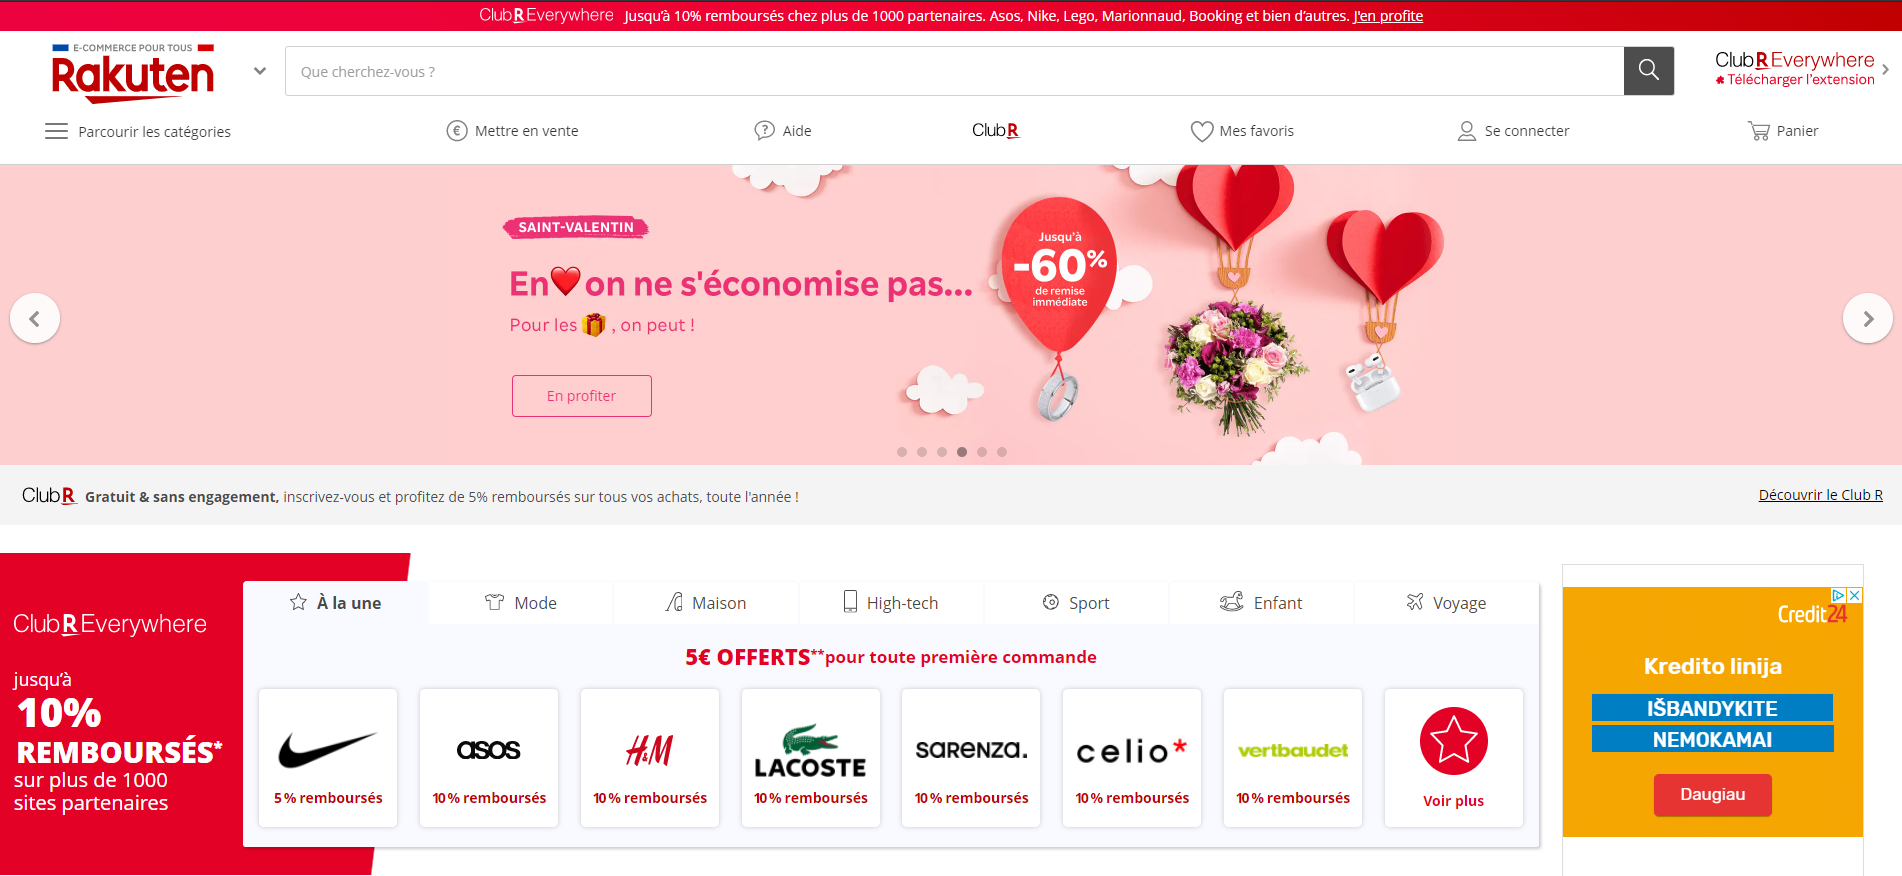 Club R Everywhere Jusqu'à 10% remboursés chez plus de 1000 partenaires. Asos, Nike, Lego, Marionnaud, Booking et bien d'autres. J'en profite
E-COMMERCE POUR TOUS
Rakuten
Que cherchez-vous ?
Club R Everywhere
Télécharger l'extension
Parcourir les catégories
Mettre en vente
Aide
Club R
Mes favoris
Se connecter
Panier
SAINT-VALENTIN
En❤️on ne s'économise pas...
Pour les 🎁 , on peut !
En profiter
Jusqu'à
-60%
de remise
immédiate
Club R Gratuit & sans engagement, inscrivez-vous et profitez de 5% remboursés sur tous vos achats, toute l'année !
Découvrir le Club R
Club R Everywhere
jusqu'à
10%
REMBOURSÉS*
sur plus de 1000
sites partenaires
À la une
Mode
Maison
High-tech
Sport
Enfant
Voyage
5€ OFFERTS**pour toute première commande
5 % remboursés
asos
10 % remboursés
H&M
10 % remboursés
LACOSTE
10 % remboursés
sarenza.
10 % remboursés
celio*
10 % remboursés
vertbaudet
10 % remboursés
Voir plus
Credit24
Kredito linija
IŠBANDYKITE
NEMOKAMAI
Daugiau